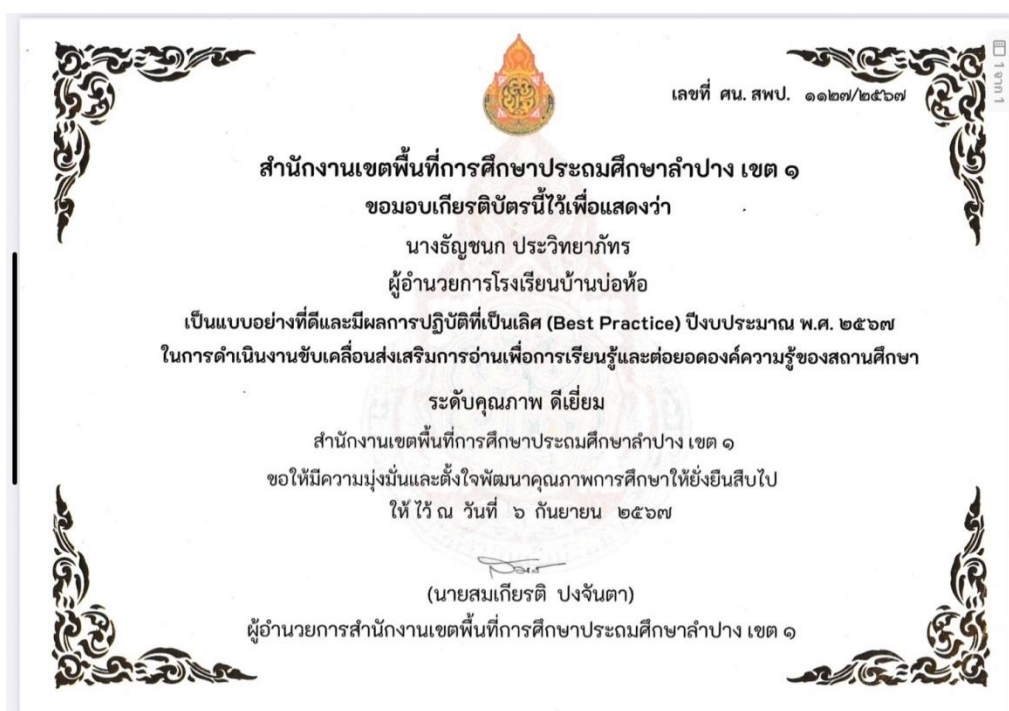 เลขที่ ศน. สพป. ๑๑๒๗/๒๕๖๗
1 จาก 1
สำนักงานเขตพื้นที่การศึกษาประถมศึกษาลำปาง เขต ๑
ขอมอบเกียรติบัตรนี้ไว้เพื่อแสดงว่า
นางธัญชนก ประวิทยาภัทร
ผู้อำนวยการโรงเรียนบ้านบ่อห้อ
เป็นแบบอย่างที่ดีและมีผลการปฏิบัติที่เป็นเลิศ (Best Practice) ปีงบประมาณ พ.ศ. ๒๕๖๗
ในการดำเนินงานขับเคลื่อนส่งเสริมการอ่านเพื่อการเรียนรู้และต่อยอดองค์ความรู้ของสถานศึกษา
ระดับคุณภาพ ดีเยี่ยม
สำนักงานเขตพื้นที่การศึกษาประถมศึกษาลำปาง เขต ๑
ขอให้มีความมุ่งมั่นและตั้งใจพัฒนาคุณภาพการศึกษาให้ยั่งยืนสืบไป
ให้ ไว้ ณ วันที่ ๖ กันยายน ๒๕๖๗
(นายสมเกียรติ ปงจันตา)
ผู้อำนวยการสำนักงานเขตพื้นที่การศึกษาประถมศึกษาลำปาง เขต ๑